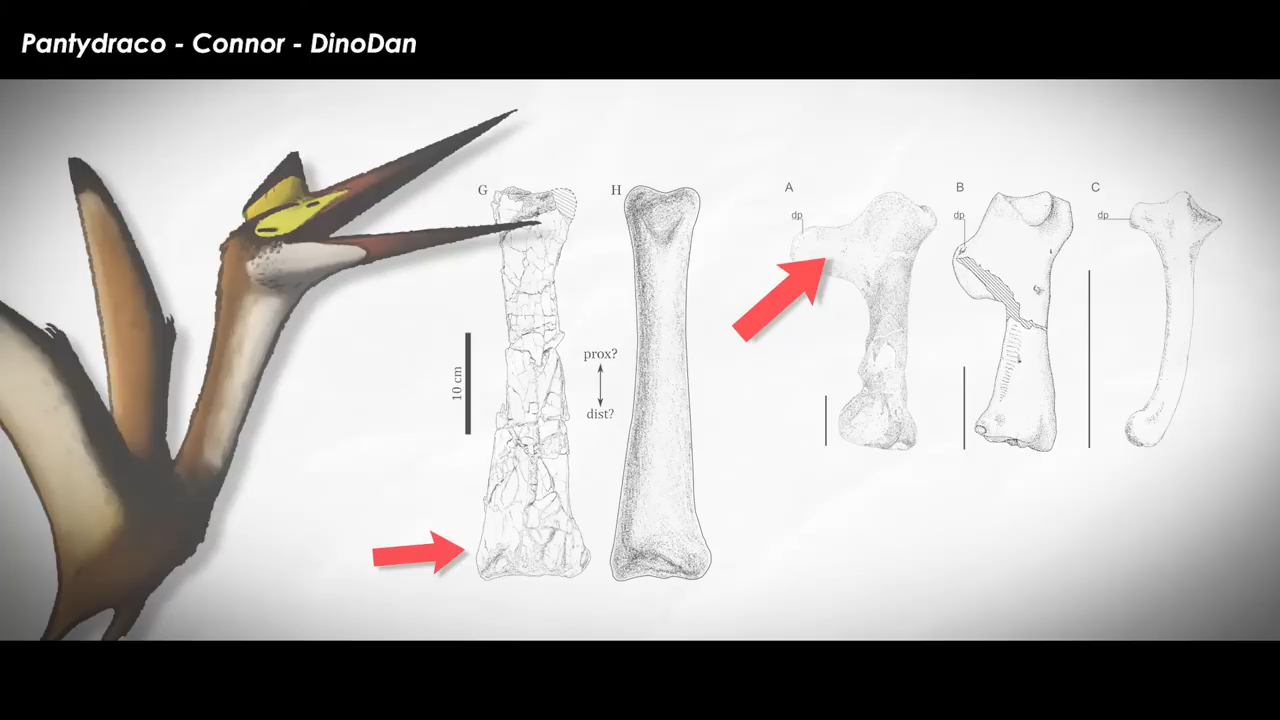 Pantydraco - Connor - DinoDan
G
H
10 cm
prox?
dist?
A
B
C
dp
dp
dp